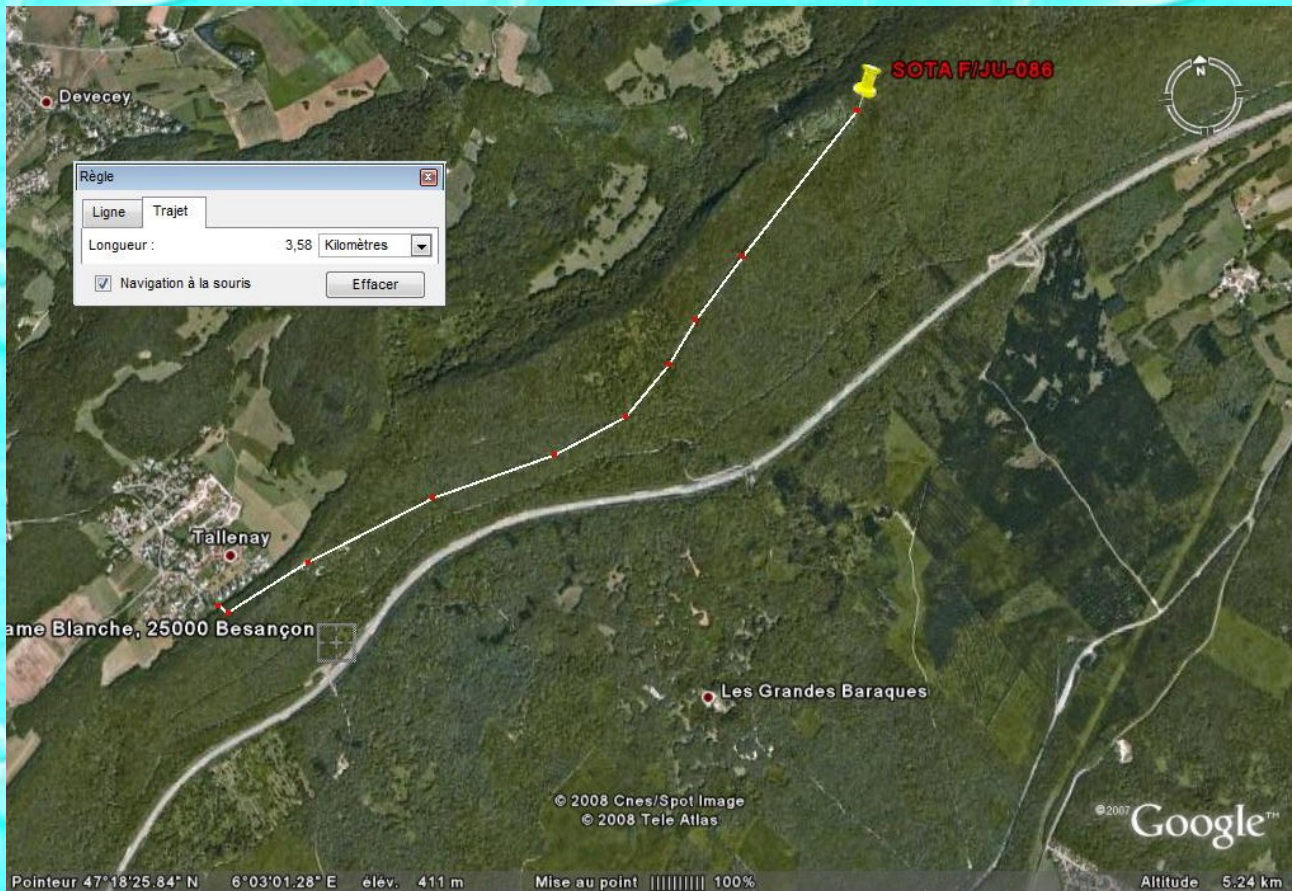 SOTA F/JU-086
N
Devecey
Règle
Ligne Trajet
Longueur : 3,58 Kilomètres
Navigation à la souris Effacer
Tallenay
ame Blanche, 25000 Besançon
Les Grandes Baraques
© 2008 Cnes/Spot Image
© 2008 Tele Atlas
©2007 Google™
Pointeur 47°18'25.84" N 6°03'01.28" E élév. 411 m Mise au point |||||||||| 100% Altitude 5.24 km